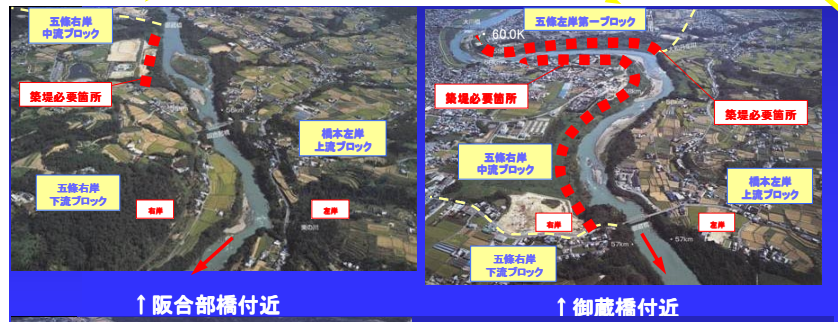 五條右岸
中流ブロック
築堤必要箇所
橋本左岸
上流ブロック
五條右岸
下流ブロック
右岸
左岸
↑阪合部橋付近
五條左岸第一ブロック
60.0K
築堤必要箇所
築堤必要箇所
五條右岸
中流ブロック
橋本左岸
上流ブロック
右岸
左岸
五條右岸
下流ブロック
57km
57km
↑御蔵橋付近